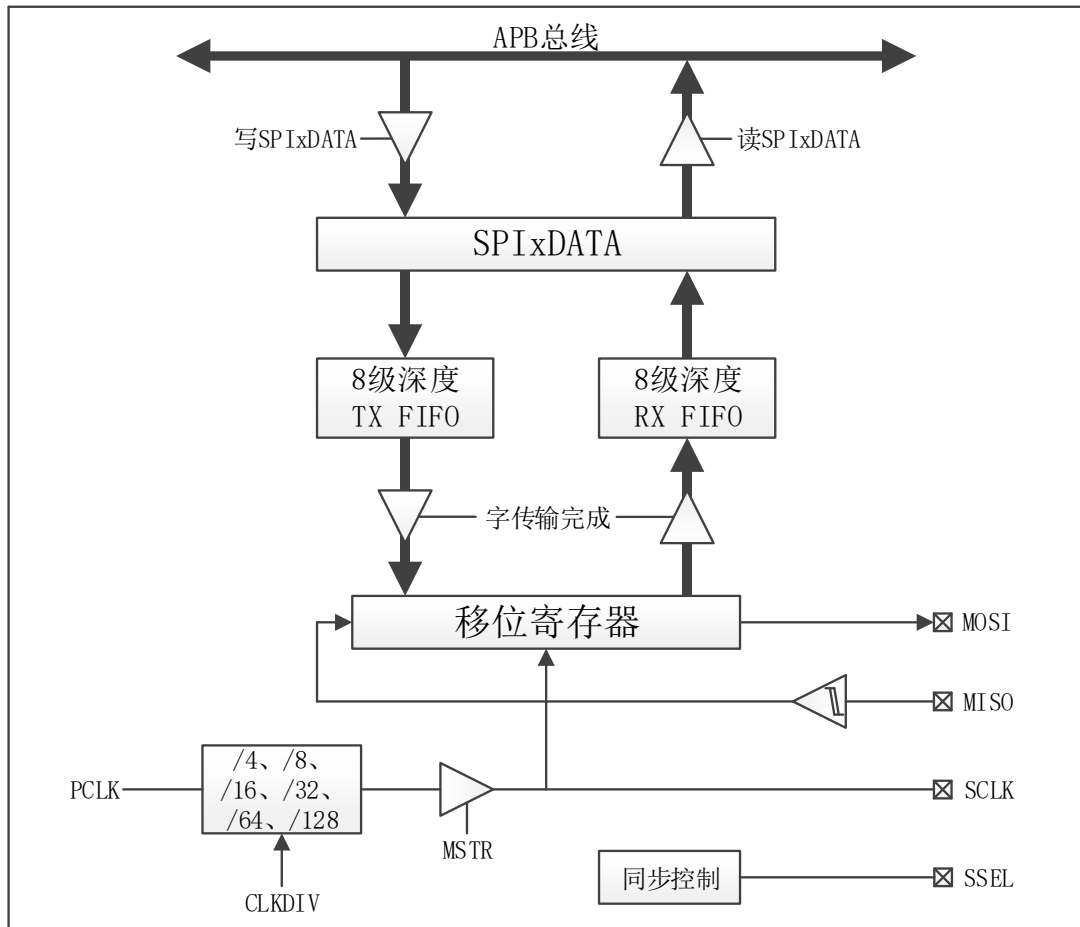 APB总线
写SPIxDATA
读SPIxDATA
SPIxDATA
8级深度
TX FIFO
8级深度
RX FIFO
字传输完成
移位寄存器
MOSI
MISO
/4、/8、
/16、/32、
/64、/128
PCLK
SCLK
MSTR
同步控制
SSEL
CLKDIV